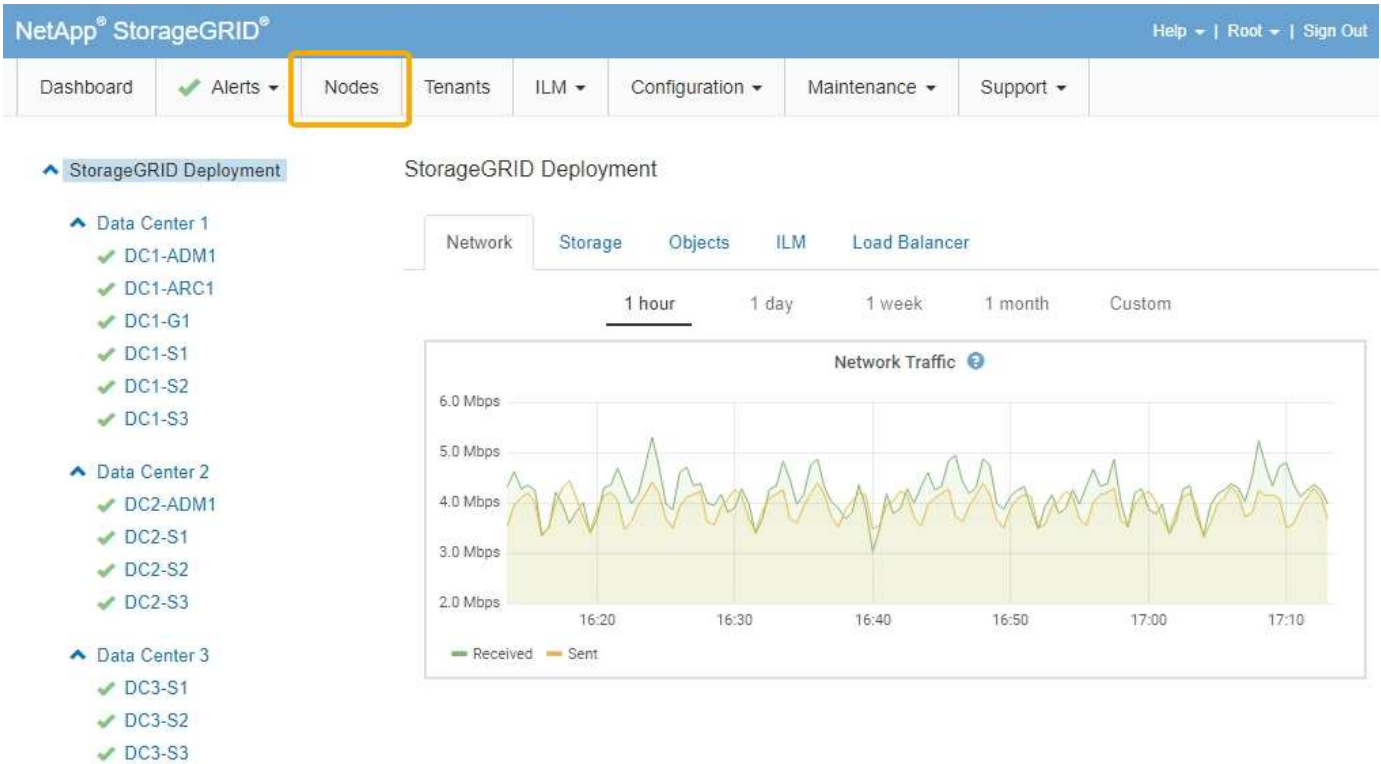 NetApp® StorageGRID®
Help | Root | Sign Out
Dashboard Alerts Nodes Tenants ILM Configuration Maintenance Support
StorageGRID Deployment
Data Center 1
DC1-ADM1
DC1-ARC1
DC1-G1
DC1-S1
DC1-S2
DC1-S3
Data Center 2
DC2-ADM1
DC2-S1
DC2-S2
DC2-S3
Data Center 3
DC3-S1
DC3-S2
DC3-S3
StorageGRID Deployment
Network Storage Objects ILM Load Balancer
1 hour 1 day 1 week 1 month Custom
Network Traffic
6.0 Mbps
5.0 Mbps
4.0 Mbps
3.0 Mbps
2.0 Mbps
16:20 16:30 16:40 16:50 17:00 17:10
Received Sent